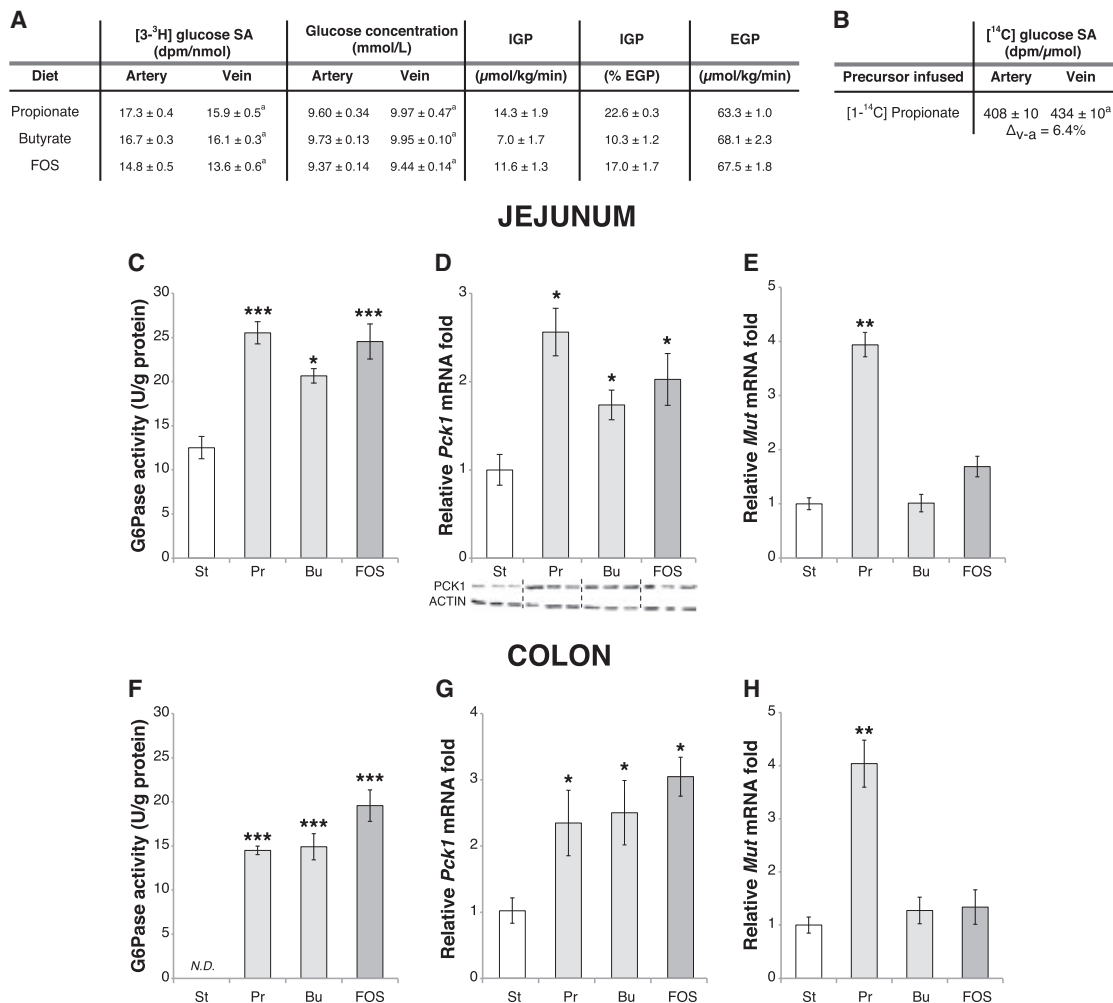 A
[3-³H] glucose SA (dpm/nmol) Glucose concentration (mmol/L) IGP IGP EGP
Diet Artery Vein Artery Vein (µmol/kg/min) (% EGP) (µmol/kg/min)
Propionate 17.3 ± 0.4 15.9 ± 0.5ᵃ 9.60 ± 0.34 9.97 ± 0.47ᵃ 14.3 ± 1.9 22.6 ± 0.3 63.3 ± 1.0
Butyrate 16.7 ± 0.3 16.1 ± 0.3ᵃ 9.73 ± 0.13 9.95 ± 0.10ᵃ 7.0 ± 1.7 10.3 ± 1.2 68.1 ± 2.3
FOS 14.8 ± 0.5 13.6 ± 0.6ᵃ 9.37 ± 0.14 9.44 ± 0.14ᵃ 11.6 ± 1.3 17.0 ± 1.7 67.5 ± 1.8
B
[¹⁴C] glucose SA
(dpm/µmol)
Precursor infused Artery Vein
[1-¹⁴C] Propionate 408 ± 10 434 ± 10ᵃ
Δv-a = 6.4%
JEJUNUM
C
G6Pase activity (U/g protein)
30
25
20
15
10
5
0
*** * ***
St Pr Bu FOS
D
Relative Pck1 mRNA fold
3
2
1
0
* * *
St Pr Bu FOS
PCK1
ACTIN
E
Relative Mut mRNA fold
5
4
2
1
0
**
St Pr Bu FOS
COLON
F
G6Pase activity (U/g protein)
30
25
20
15
10
5
0
N.D. *** *** ***
St Pr Bu FOS
G
Relative Pck1 mRNA fold
4
3
2
1
0
* * *
St Pr Bu FOS
H
Relative Mut mRNA fold
5
4
2
1
0
**
St Pr Bu FOS